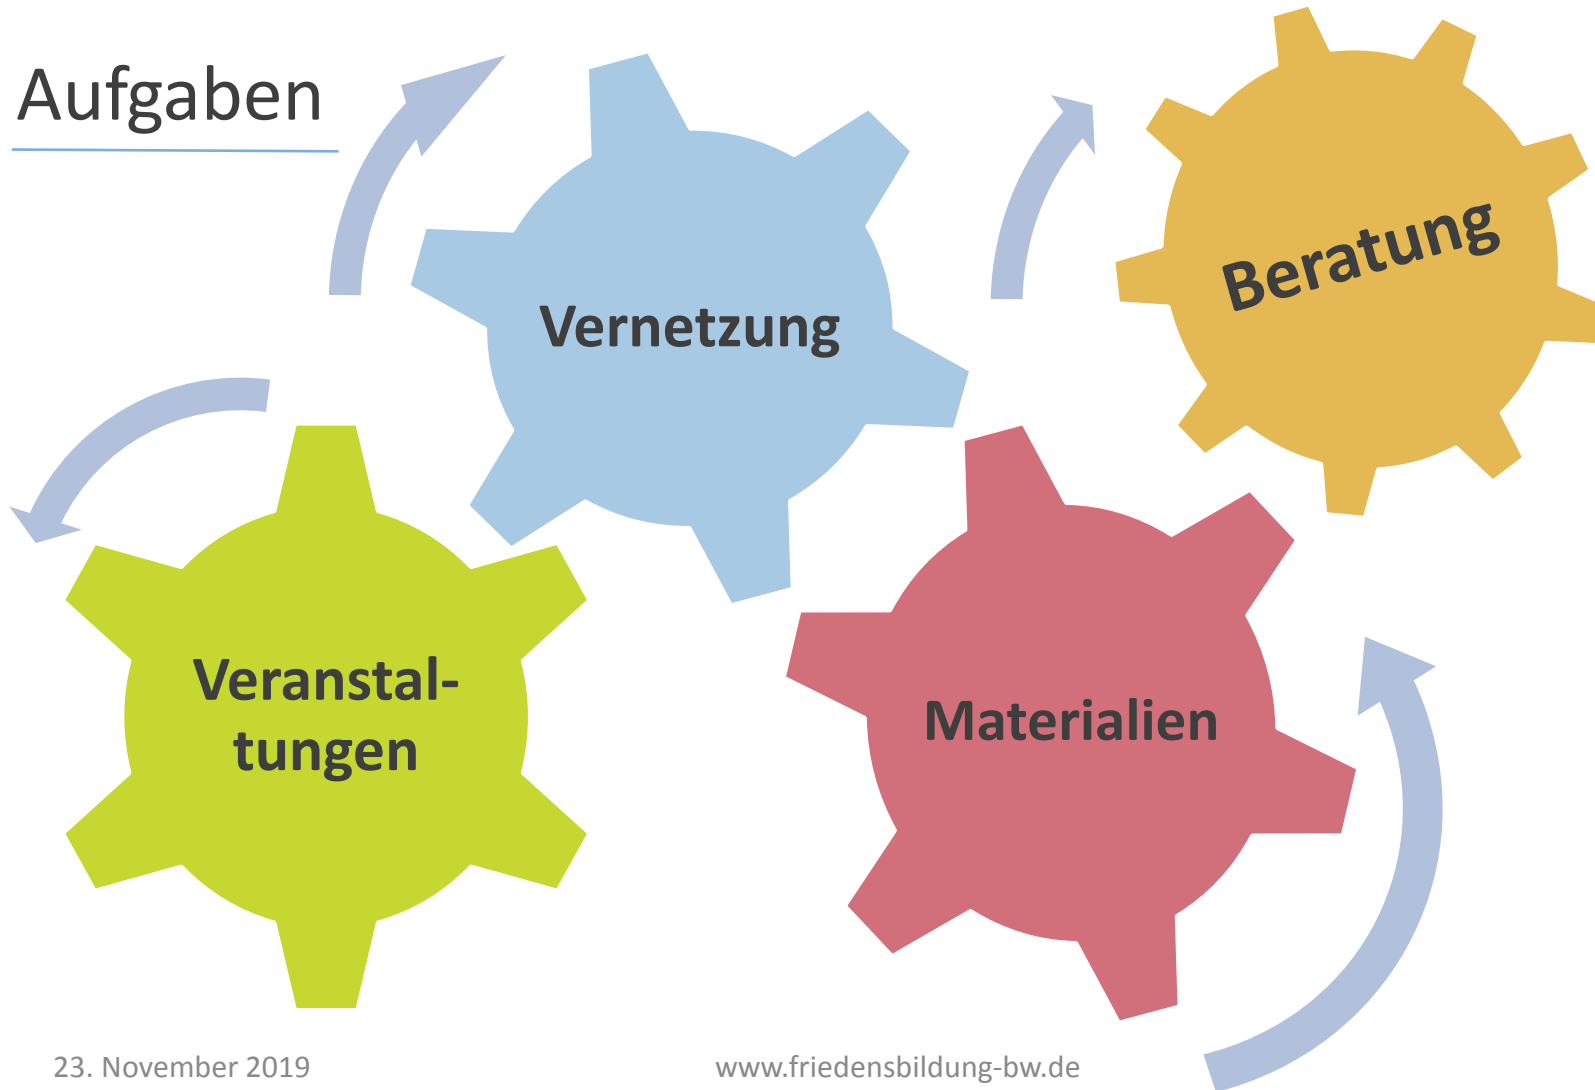 Aufgaben
Vernetzung
Beratung
Veranstal-
tungen
Materialien
23. November 2019
www.friedensbildung-bw.de